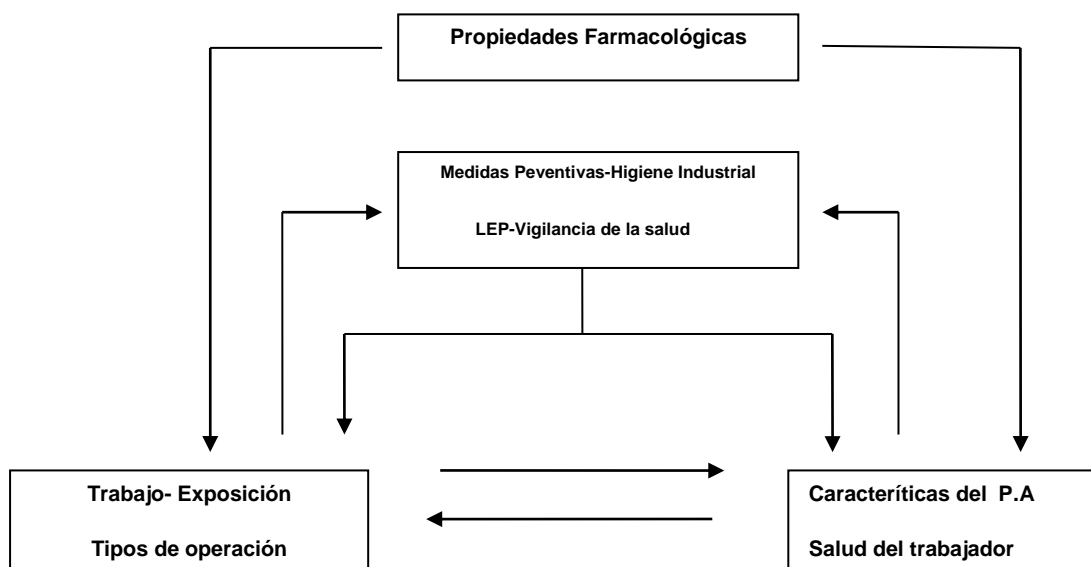 Propiedades Farmacológicas
Medidas Peventivas-Higiene Industrial
LEP-Vigilancia de la salud
Trabajo- Exposición
Tipos de operación
Caracteríticas del P.A
Salud del trabajador